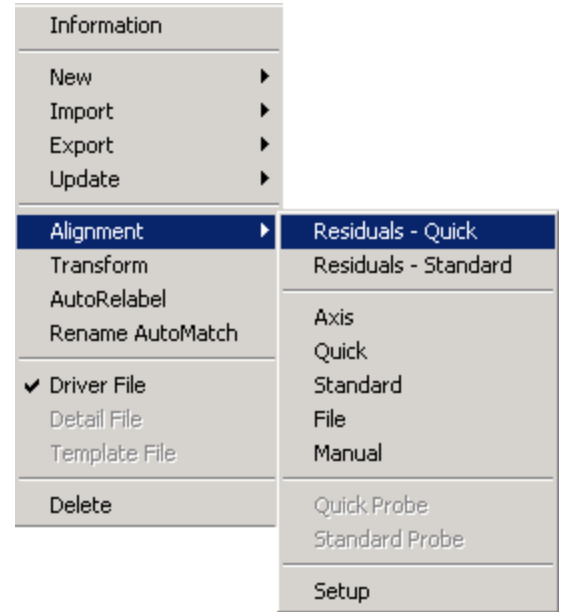 Information
New
Import
Export
Update
Alignment
Transform
AutoRelabel
Rename AutoMatch
Driver File
Detail File
Template File
Delete
Residuals - Quick
Residuals - Standard
Axis
Quick
Standard
File
Manual
Quick Probe
Standard Probe
Setup